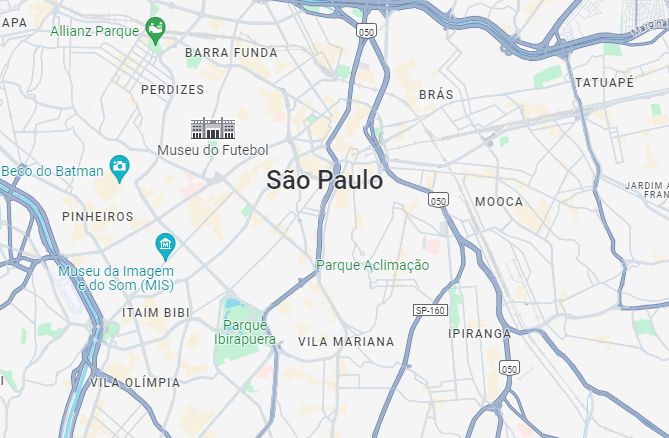 APA
Allianz Parque
050
Marginal
BARRA FUNDA
TATUAPÉ
PERDIZES
BRÁS
Museu do Futebol
Beco do Batman
São Paulo
JARDIM A
FRAN
050
MOOCA
PINHEIROS
Museu da Imagem
e do Som (MIS)
Parque Aclimação
ITAIM BIBI
SP-160
Parque
Ibirapuera
IPIRANGA
VILA MARIANA
050
I
VILA OLÍMPIA